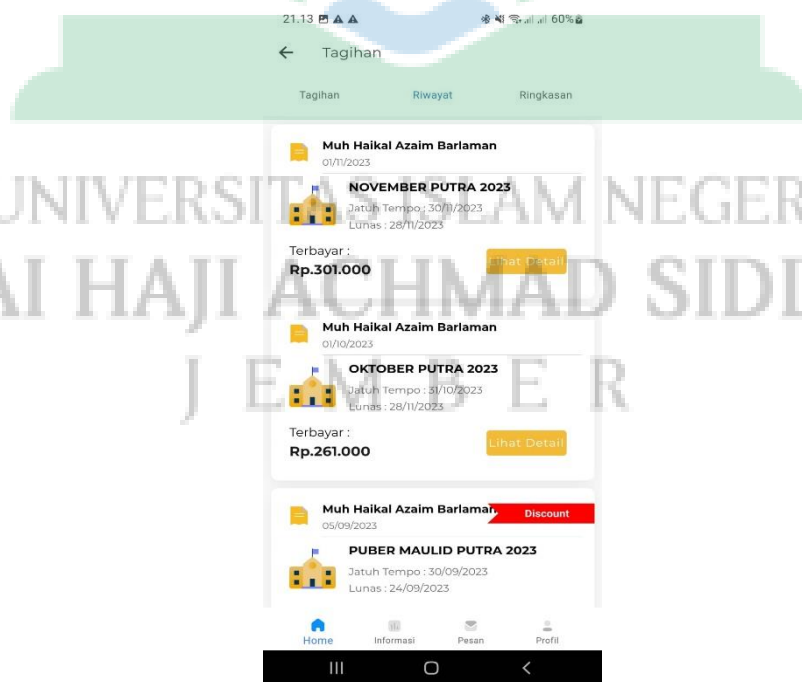 21.13
60%
Tagihan
Tagihan Riwayat Ringkasan
Muh Haikal Azaim Barlaman
01/11/2023
NOVEMBER PUTRA 2023
Jatuh Tempo : 30/11/2023
Lunas : 28/11/2023
Terbayar :
Rp.301.000
Lihat Detail
Muh Haikal Azaim Barlaman
01/10/2023
OKTOBER PUTRA 2023
Jatuh Tempo : 31/10/2023
Lunas : 28/11/2023
Terbayar :
Rp.261.000
Lihat Detail
Muh Haikal Azaim Barlaman
Discount
05/09/2023
PUBER MAULID PUTRA 2023
Jatuh Tempo : 30/09/2023
Lunas : 24/09/2023
Home Informasi Pesan Profil
UNIVERSITAS ISLAM NEGER
AI HAJI ACHMAD SIDD
JEMBER